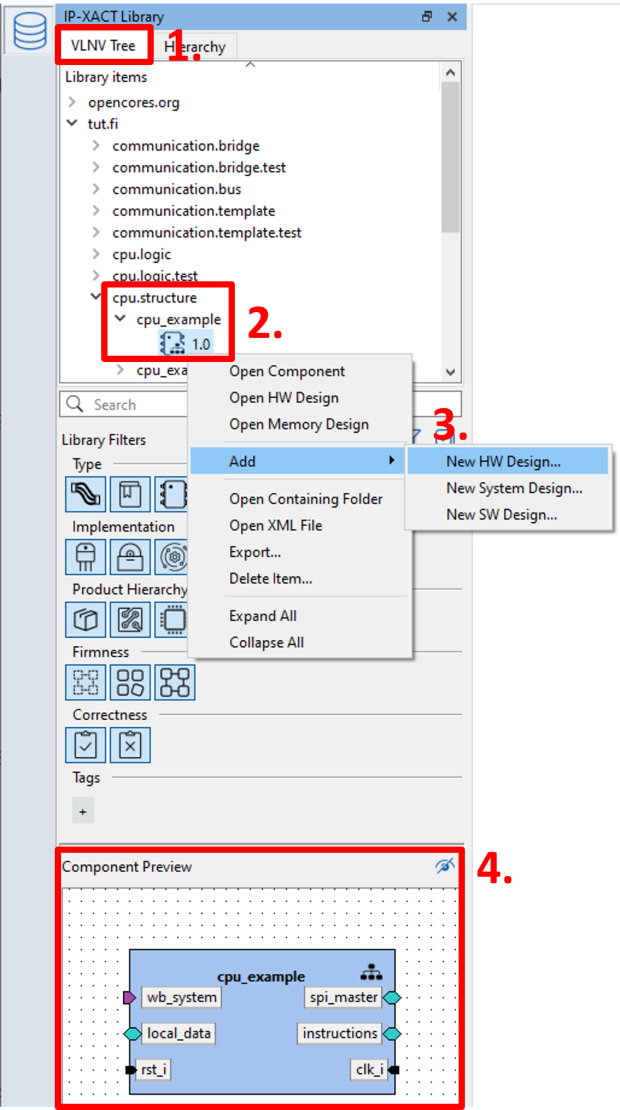 IP-XACT Library
VLNV Tree
Hierarchy
1.
Library items
opencores.org
tut.fi
communication.bridge
communication.bridge.test
communication.bus
communication.template
communication.template.test
cpu.logic
cpu.logic.test
cpu.structure
cpu_example
2.
1.0
cpu_exa
Open Component
Open HW Design
Open Memory Design
Search
3.
Library Filters
Add
New HW Design...
Type
New System Design...
Open Containing Folder
New SW Design...
Implementation
Open XML File
Export...
Delete Item...
Product Hierarchy
Expand All
Collapse All
Firmness
Correctness
Tags
+
Component Preview
4.
cpu_example
wb_system spi_master
local_data instructions
rst_i clk_i